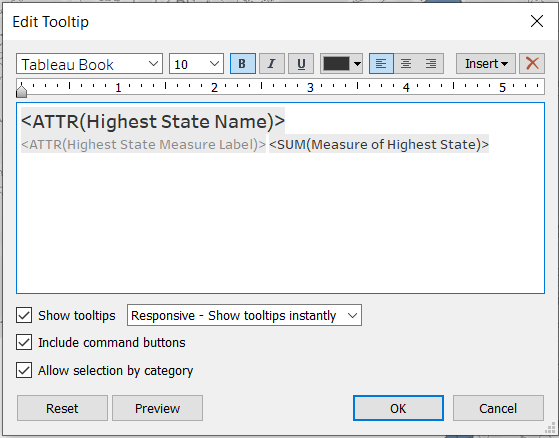 Edit Tooltip
Tableau Book 10 B I U Insert
1 2 3 4 5
<ATTR(Highest State Name)>
<ATTR(Highest State Measure Label)> <SUM(Measure of Highest State)>
Show tooltips Responsive - Show tooltips instantly
Include command buttons
Allow selection by category
Reset Preview OK Cancel